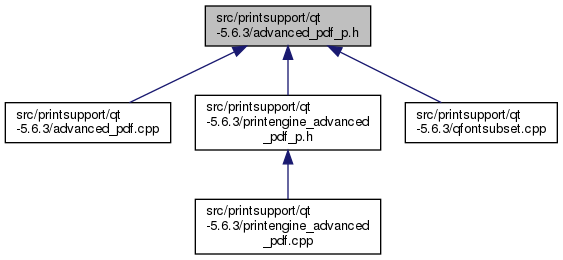 src/printsupport/qt
-5.6.3/advanced_pdf_p.h
src/printsupport/qt
-5.6.3/advanced_pdf.cpp
src/printsupport/qt
-5.6.3/printengine_advanced
_pdf_p.h
src/printsupport/qt
-5.6.3/qfontsubset.cpp
src/printsupport/qt
-5.6.3/printengine_advanced
_pdf.cpp